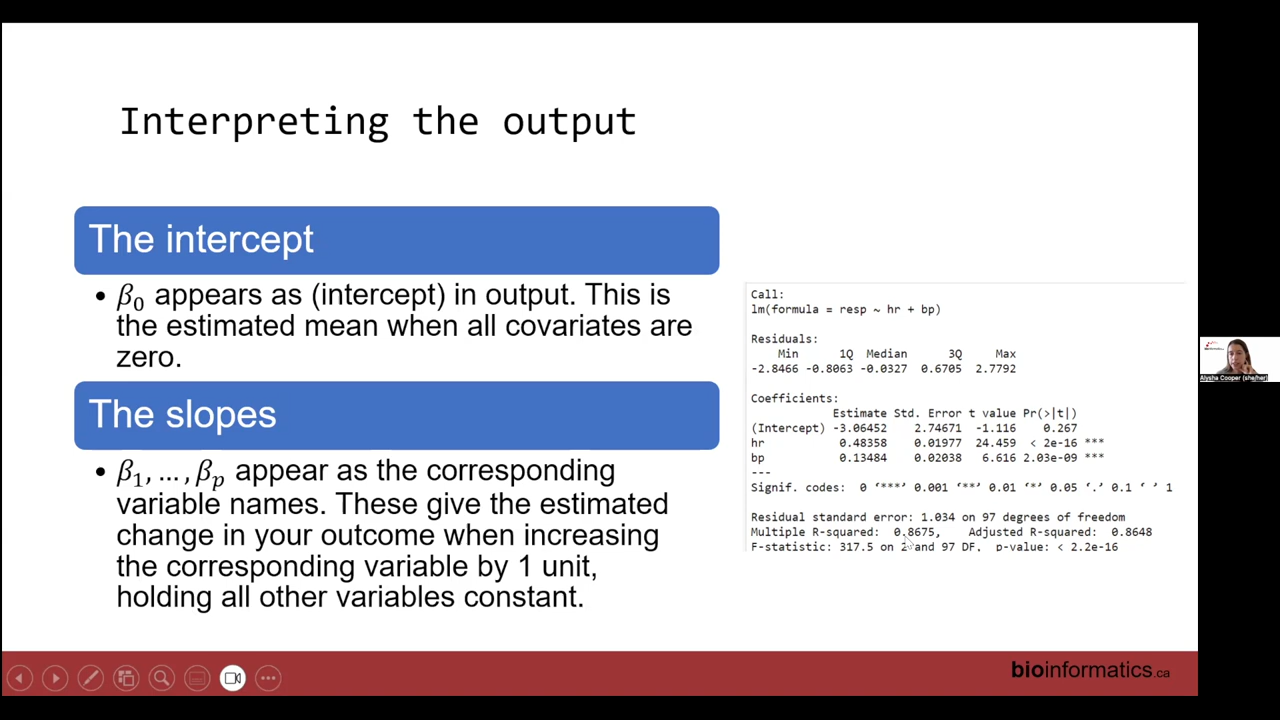 Interpreting the output
The intercept
• β0 appears as (intercept) in output. This is
the estimated mean when all covariates are
zero.
The slopes
• β1, … , βp appear as the corresponding
variable names. These give the estimated
change in your outcome when increasing
the corresponding variable by 1 unit,
holding all other variables constant.
Call:
lm(formula = resp ~ hr + bp)
Residuals:
Min 1Q Median 3Q Max
-2.8466 -0.8063 -0.0327 0.6705 2.7792
Coefficients:
Estimate Std. Error t value Pr(>|t|)
(Intercept) -3.06452 2.74671 -1.116 0.267
hr 0.48358 0.01977 24.459 < 2e-16 ***
bp 0.13484 0.02038 6.616 2.03e-09 ***
---
Signif. codes: 0 ‘***’ 0.001 ‘**’ 0.01 ‘*’ 0.05 ‘.’ 0.1 ‘ ’ 1
Residual standard error: 1.034 on 97 degrees of freedom
Multiple R-squared: 0.8675, Adjusted R-squared: 0.8648
F-statistic: 317.5 on 2 and 97 DF, p-value: < 2.2e-16
Alysha Cooper (she/her)
bioinformatics.ca